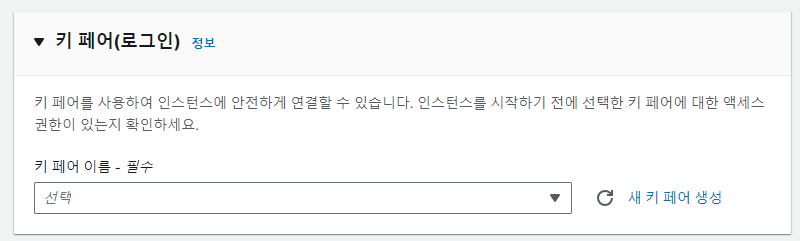 키 페어(로그인) 정보
키 페어를 사용하여 인스턴스에 안전하게 연결할 수 있습니다. 인스턴스를 시작하기 전에 선택한 키 페어에 대한 액세스
권한이 있는지 확인하세요.
키 페어 이름 - 필수
선택 새 키 페어 생성